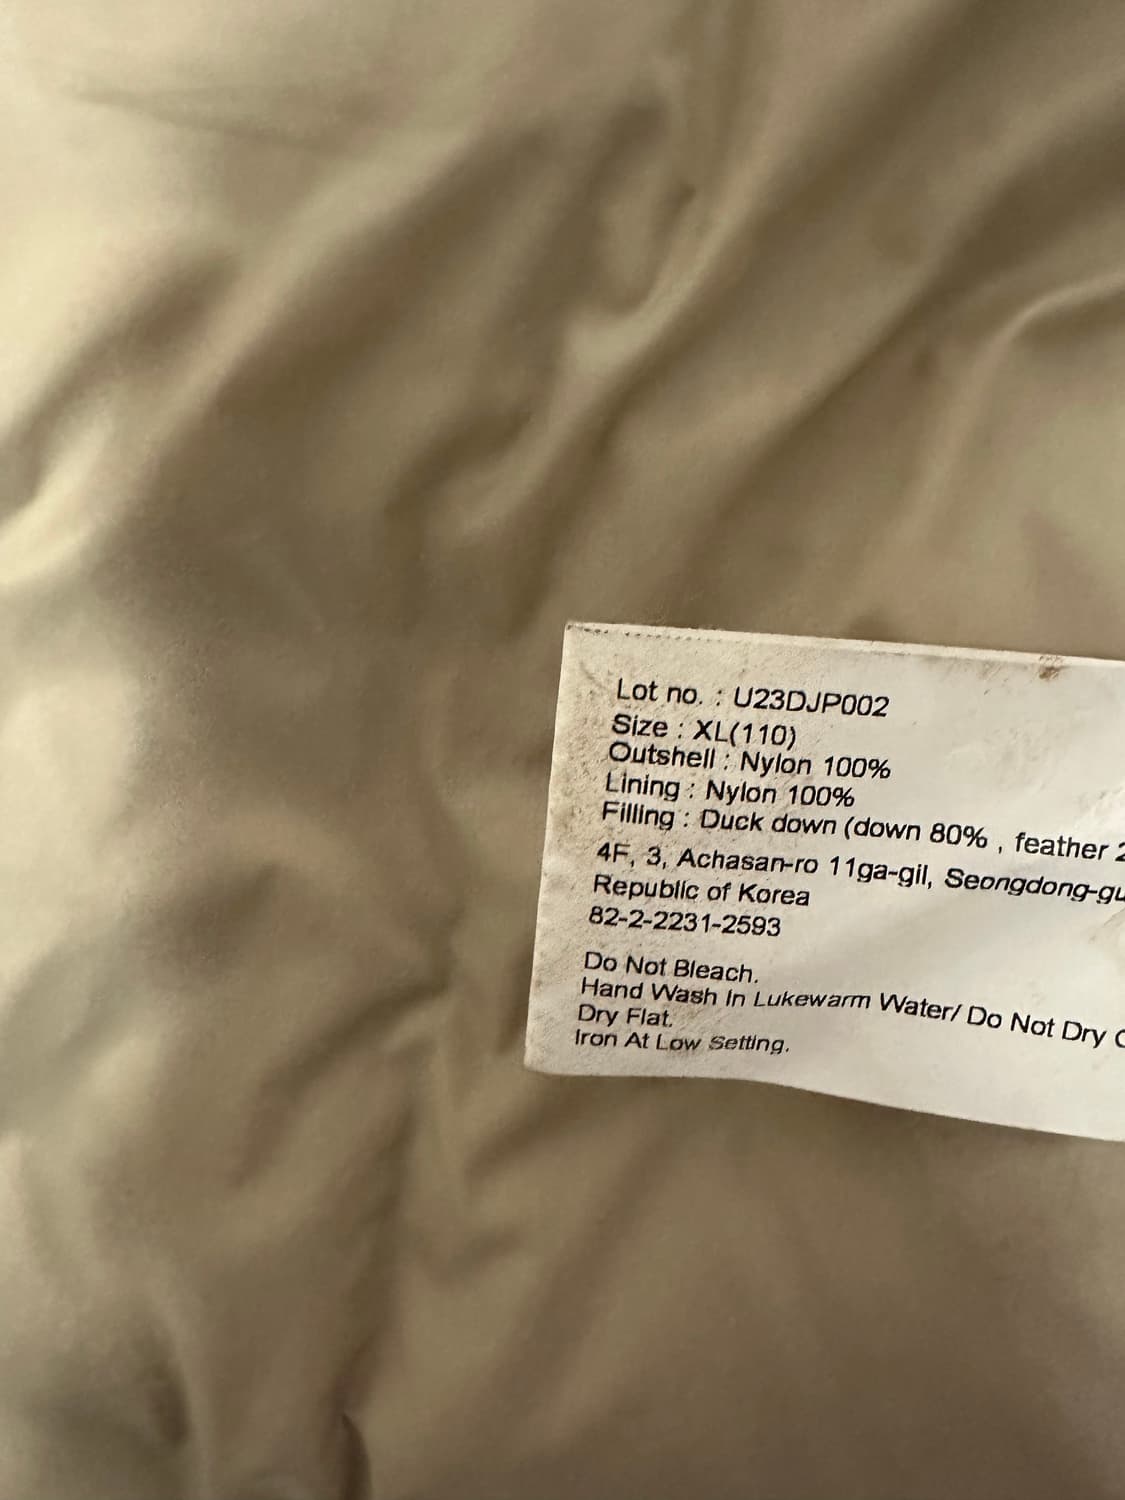 Lot no. : U23DJP002
Size : XL(110)
Outshell : Nylon 100%
Lining : Nylon 100%
Filling : Duck down (down 80% , feather 2
4F, 3, Achasan-ro 11ga-gil, Seongdong-gu
Republic of Korea
82-2-2231-2593
Do Not Bleach.
Hand Wash In Lukewarm Water/ Do Not Dry
Dry Flat.
Iron At Low Setting.